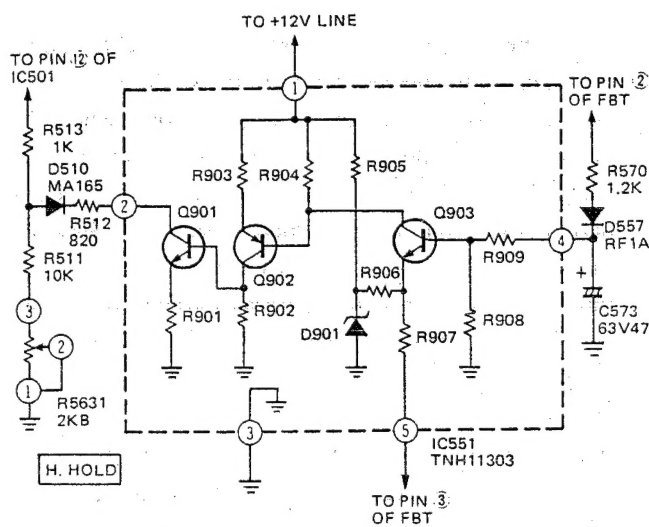 TO +12V LINE
TO PIN ⑫ OF
IC501
TO PIN ②
OF FBT
1
R513
1K
D510
MA165
R903
R904
R905
R570
1.2K
2
Q901
Q903
R512
820
D557
RF1A
4
R511
10K
Q902
R909
+
R906
C573
63V47
3
R901
R902
D901
R907
R908
2
1
R5631
2KB
3
5
IC551
TNH11303
H. HOLD
TO PIN ③
OF FBT